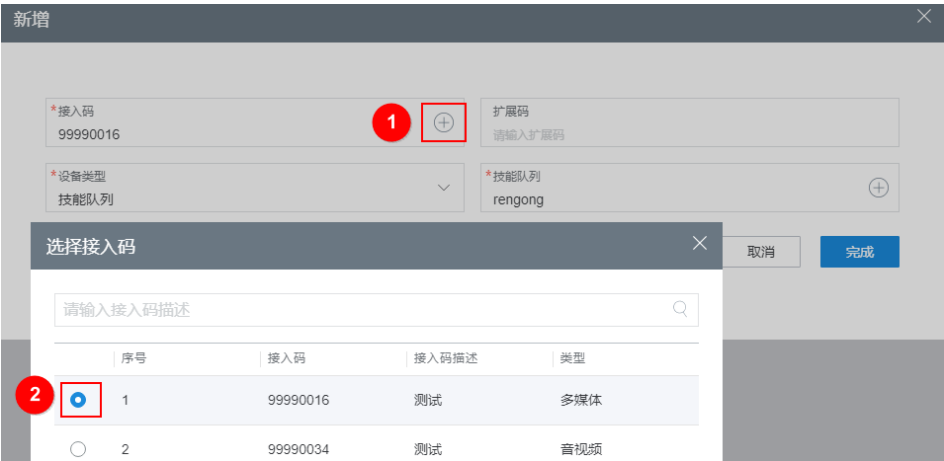 新增
*接入码
99990016
1
扩展码
请输入扩展码
*设备类型
技能队列
*技能队列
rengong
取消
完成
选择接入码
请输入接入码描述
序号 接入码 接入码描述 类型
2
1 99990016 测试 多媒体
2 99990034 测试 音视频